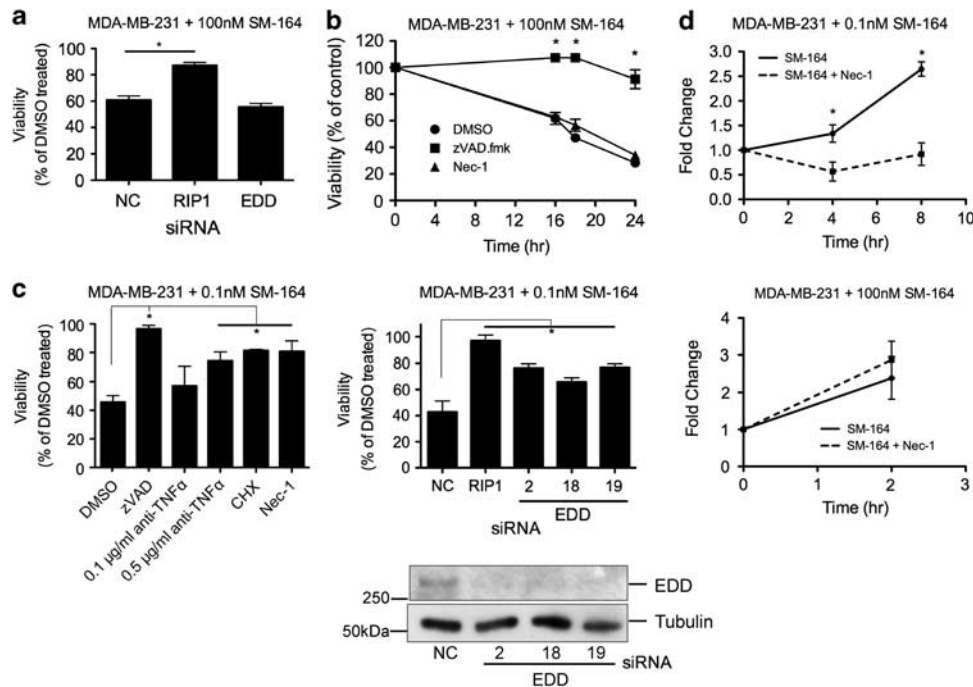 a
MDA-MB-231 + 100nM SM-164
Viability
(% of DMSO treated)
100
80
60
40
20
0
*
NC RIP1 EDD
siRNA
b
MDA-MB-231 + 100nM SM-164
Viability (% of control)
120
100
80
60
40
20
0
* * *
DMSO
zVAD.fmk
Nec-1
0 4 8 12 16 20 24
Time (hr)
d
MDA-MB-231 + 0.1nM SM-164
Fold Change
3.0
2.5
2.0
1.5
1.0
0.5
0.0
SM-164
SM-164 + Nec-1
*
*
0 2 4 6 8 10
Time (hr)
c
MDA-MB-231 + 0.1nM SM-164
Viability
(% of DMSO treated)
100
80
60
40
20
0
*
*
DMSO
zVAD
0.1 µg/ml anti-TNFα
0.5 µg/ml anti-TNFα
CHX
Nec-1
MDA-MB-231 + 0.1nM SM-164
Viability
(% of DMSO treated)
100
80
60
40
20
0
*
NC RIP1 2 18 19
EDD
siRNA
MDA-MB-231 + 100nM SM-164
Fold Change
4
3
2
1
0
SM-164
SM-164 + Nec-1
0 1 2 3
Time (hr)
EDD
250
Tubulin
50kDa
NC 2 18 19 siRNA
EDD